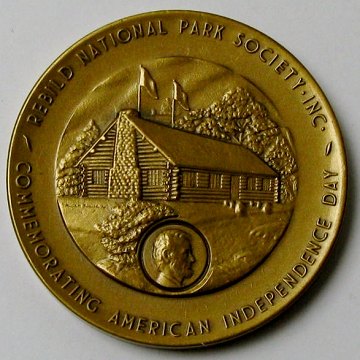 REBILD NATIONAL PARK SOCIETY · INC.
COMMEMORATING AMERICAN INDEPENDENCE DAY